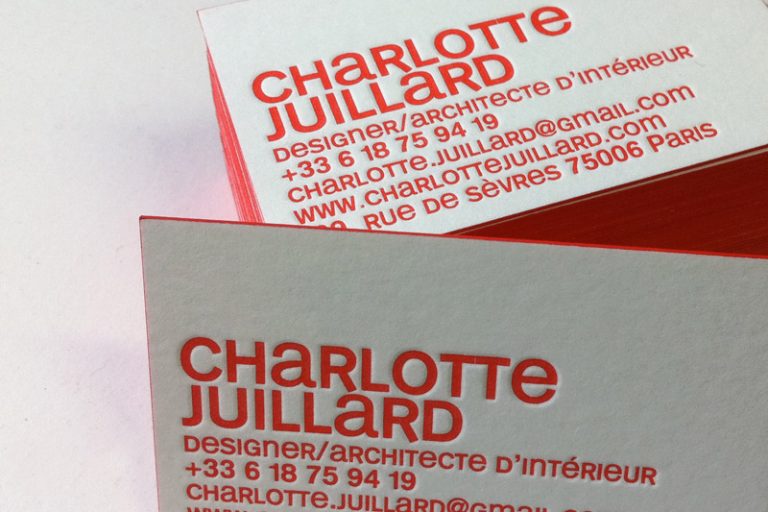 CHaRLOTTe
JUILLaRD
DesIGneR/aRCHITeCTe D'InTéRIeUR
+33 6 18 75 94 19
CHaRLOTTe.JUILLaRD@Gmail.com
www.CHaRLOTTeJUILLaRD.com
RUe De SèVRes 75006 PaRIs
CHaRLOTTe
JUILLaRD
DesIGneR/aRCHITeCTe D'InTéRIeUR
+33 6 18 75 94 19
CHaRLOTTe.JUILLaRD@Gmail.com